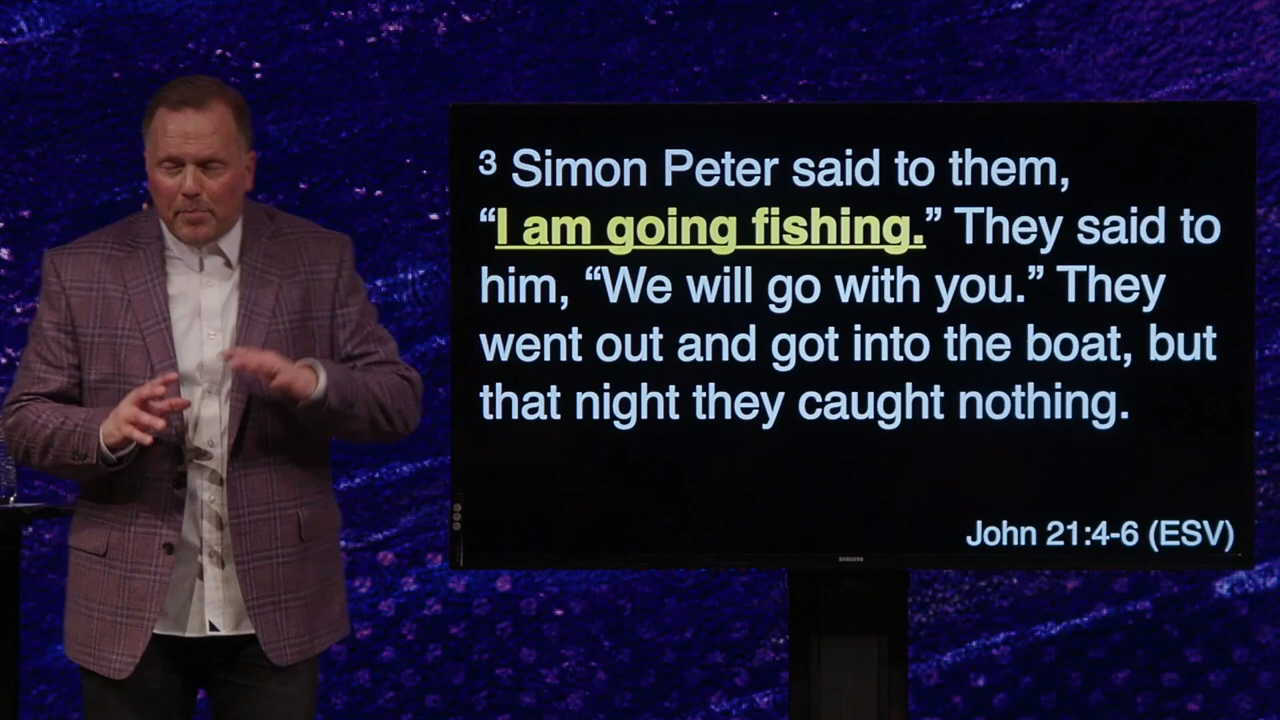 ³ Simon Peter said to them,
“I am going fishing.” They said to
him, “We will go with you.” They
went out and got into the boat, but
that night they caught nothing.
John 21:4-6 (ESV)
SAMSUNG